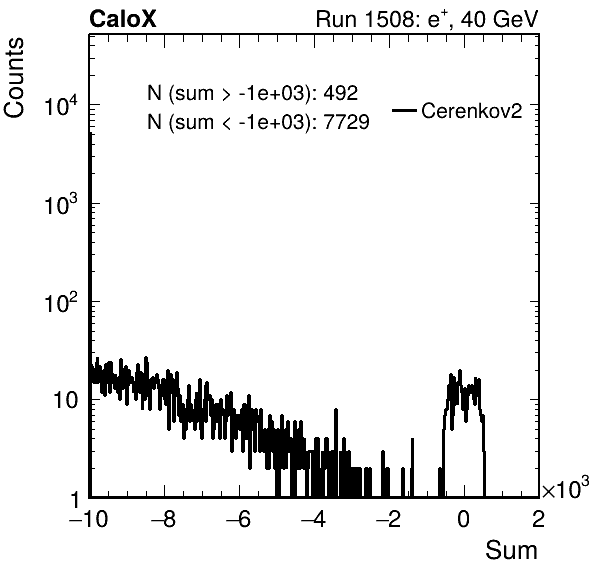 CaloX Run 1508: e⁺, 40 GeV
Counts
N (sum > -1e+03): 492
N (sum < -1e+03): 7729
Cerenkov2
10⁴
10³
10²
10
1
−10 −8 −6 −4 −2 0 2
×10³
Sum